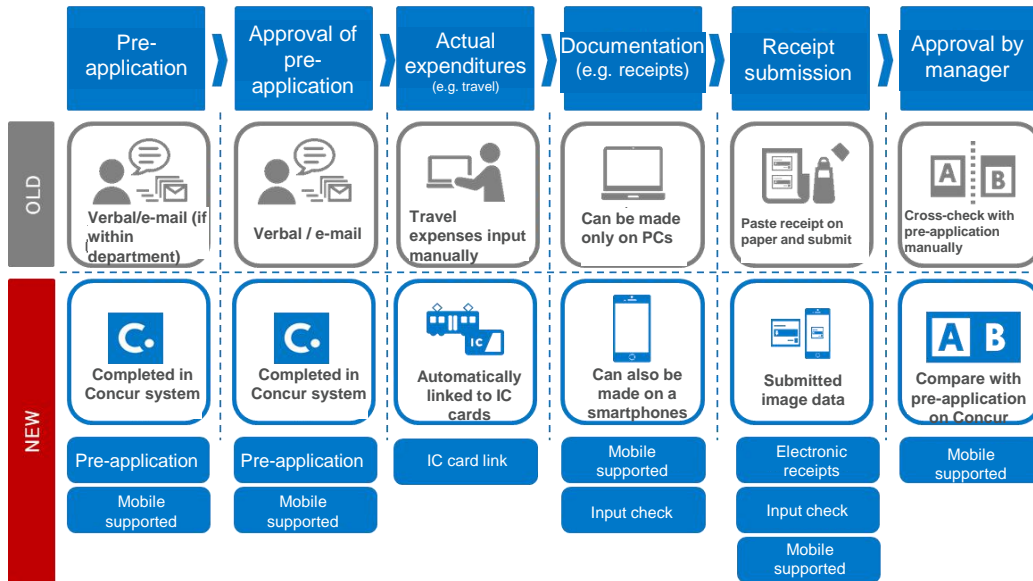 Pre-
application
Approval of
pre-
application
Actual
expenditures
(e.g. travel)
Documentation
(e.g. receipts)
Receipt
submission
Approval by
manager
OLD
Verbal/e-mail (if
within
department)
Verbal / e-mail
Travel
expenses input
manually
Can be made
only on PCs
Paste receipt on
paper and submit
A
B
Cross-check with
pre-application
manually
NEW
C.
Completed in
Concur system
C.
Completed in
Concur system
IC
Automatically
linked to IC
cards
Can also be
made on a
smartphones
Submitted
image data
A B
Compare with
pre-application
on Concur
Pre-application
Mobile
supported
Pre-application
Mobile
supported
IC card link
Mobile
supported
Input check
Electronic
receipts
Input check
Mobile
supported
Mobile
supported